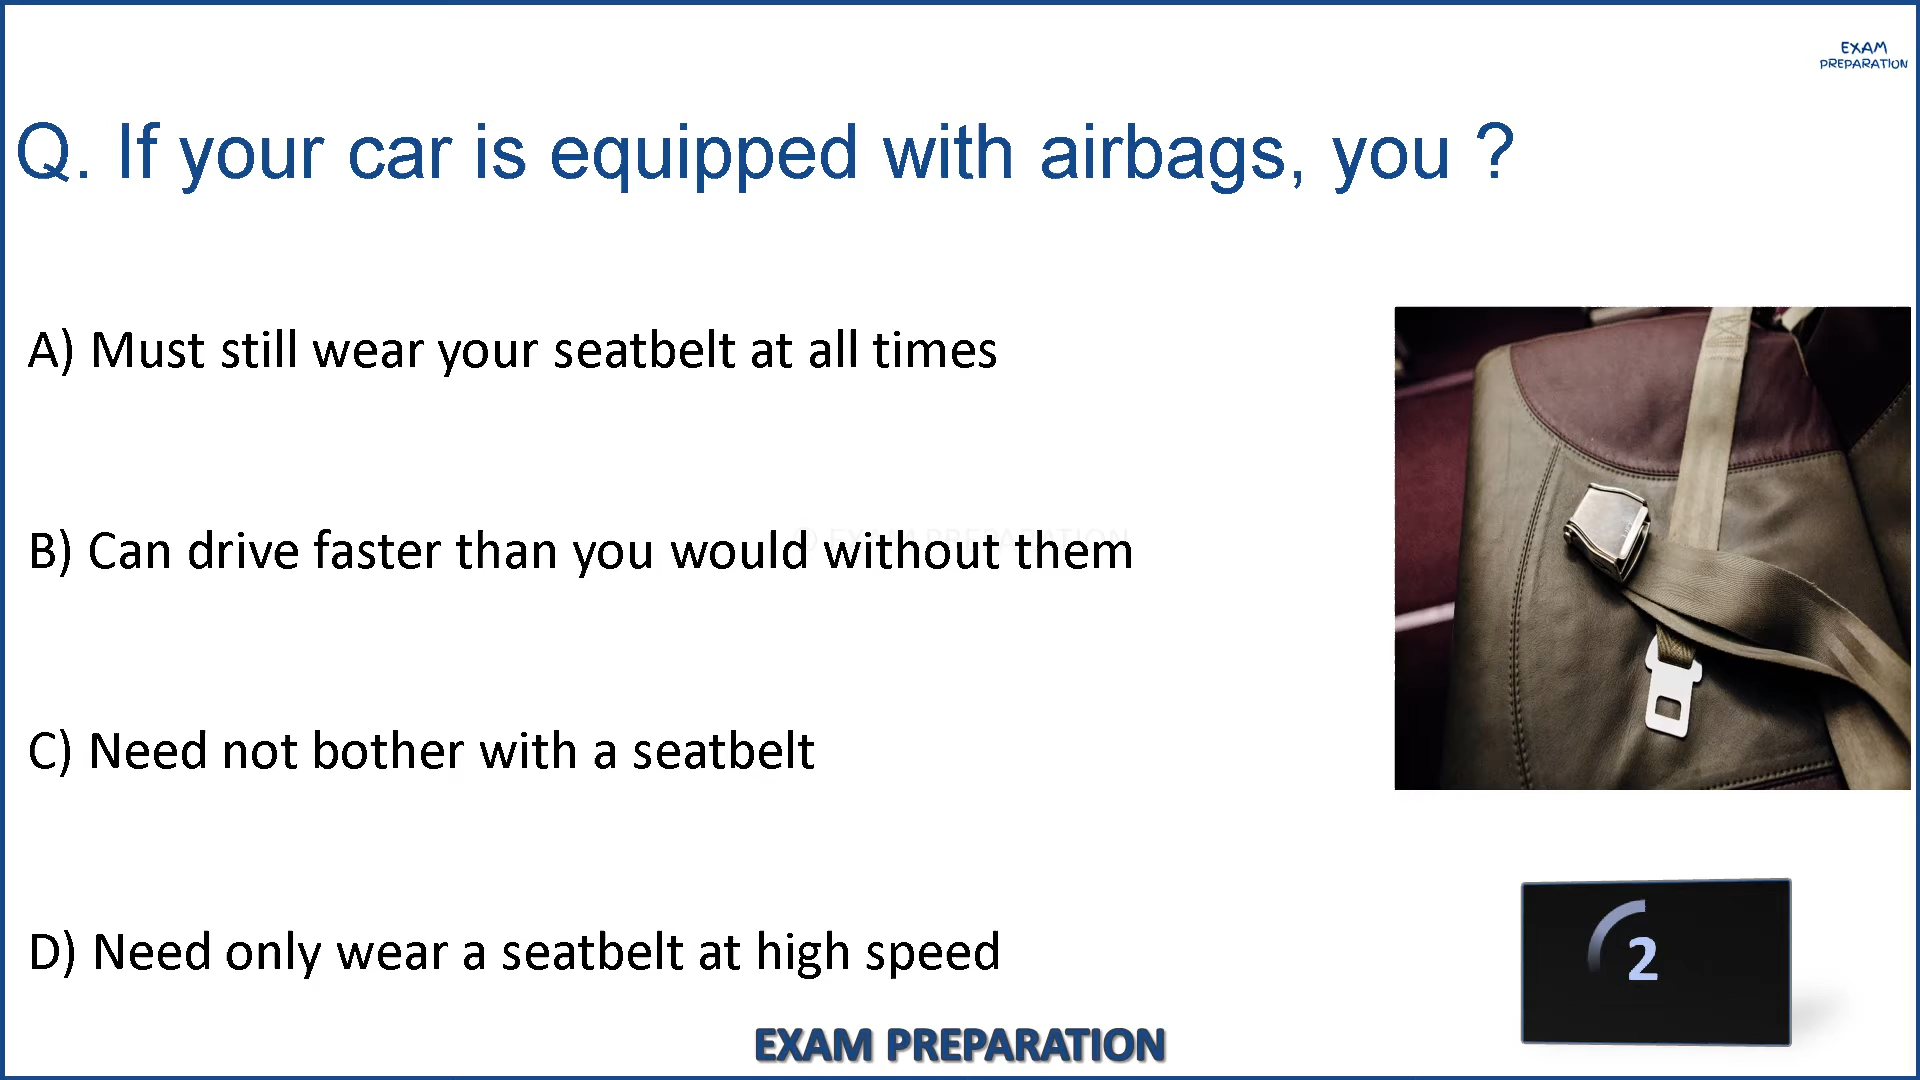 EXAM
PREPARATION
Q. If your car is equipped with airbags, you ?
A) Must still wear your seatbelt at all times
B) Can drive faster than you would without them
© EXAM PREPARATION
C) Need not bother with a seatbelt
D) Need only wear a seatbelt at high speed
2
EXAM PREPARATION